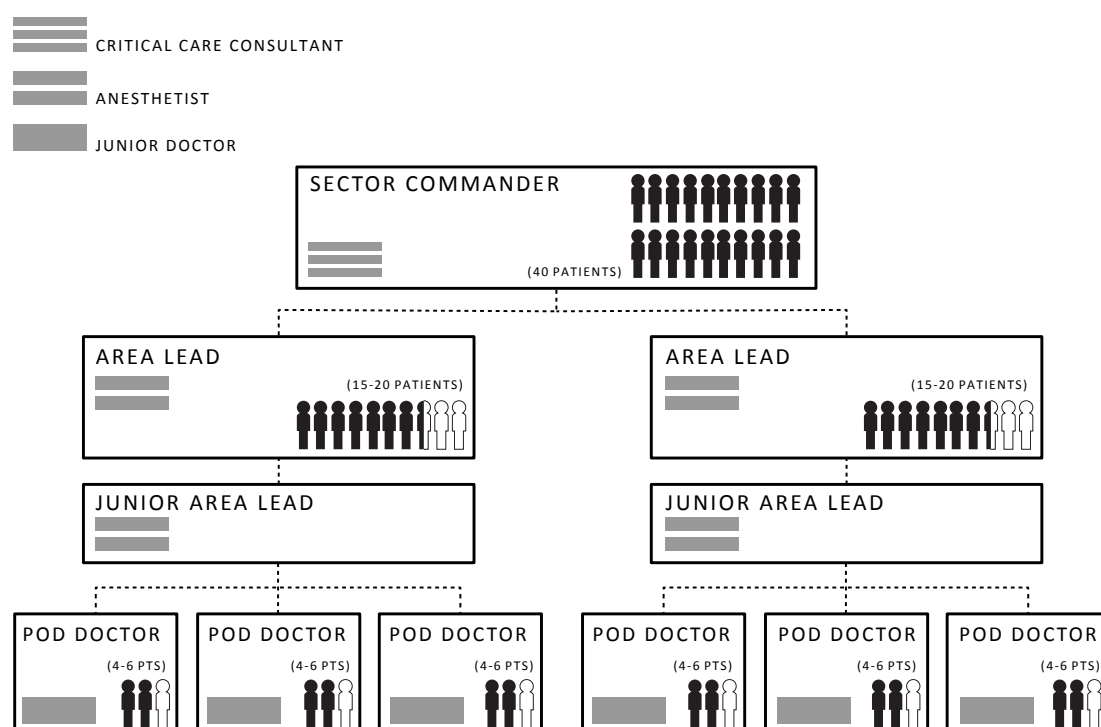 CRITICAL CARE CONSULTANT
ANESTHETIST
JUNIOR DOCTOR
SECTOR COMMANDER
(40 PATIENTS)
AREA LEAD
(15-20 PATIENTS)
AREA LEAD
(15-20 PATIENTS)
JUNIOR AREA LEAD
JUNIOR AREA LEAD
POD DOCTOR
(4-6 PTS)
POD DOCTOR
(4-6 PTS)
POD DOCTOR
(4-6 PTS)
POD DOCTOR
(4-6 PTS)
POD DOCTOR
(4-6 PTS)
POD DOCTOR
(4-6 PTS)